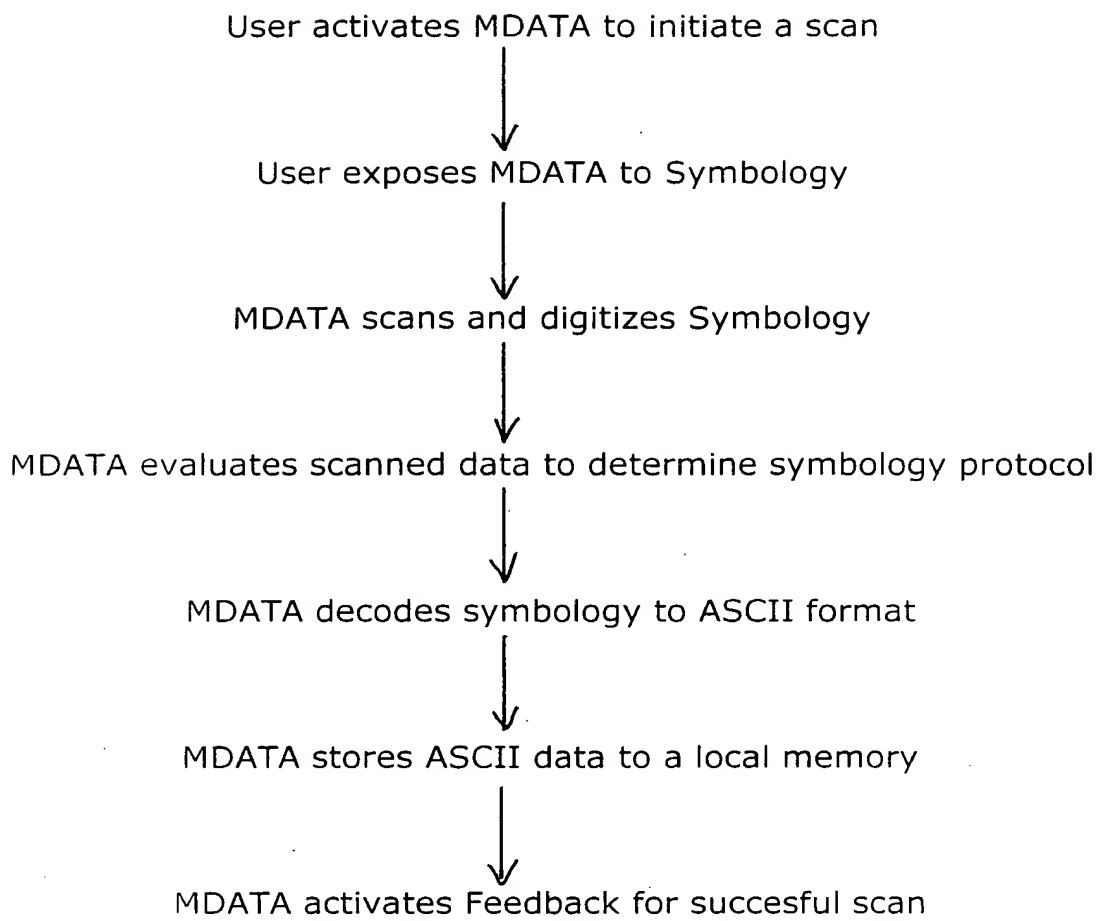 User activates MDATA to initiate a scan
User exposes MDATA to Symbology
MDATA scans and digitizes Symbology
MDATA evaluates scanned data to determine symbology protocol
MDATA decodes symbology to ASCII format
MDATA stores ASCII data to a local memory
MDATA activates Feedback for succesful scan